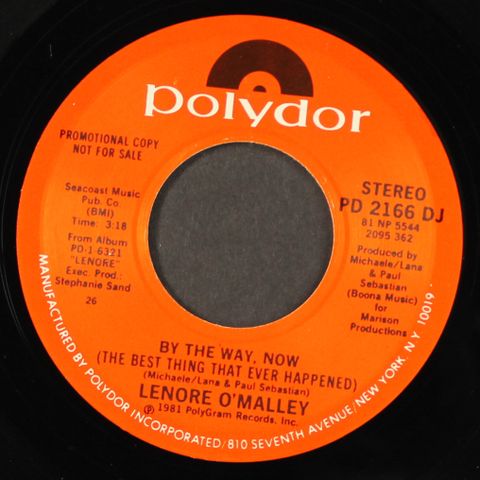 polydor
PROMOTIONAL COPY
NOT FOR SALE
Seacoast Music
Pub. Co.
(BMI)
Time: 3:18
From Album
PD-1-6321
"LENORE"
Exec. Prod.:
Stephanie Sand
26
STEREO
PD 2166 DJ
81 NP 5544
2095 362
Produced by
Michaele/Lana
& Paul
Sebastian
(Boona Music)
for
Marison
Productions
BY THE WAY, NOW
(THE BEST THING THAT EVER HAPPENED)
(Michaele/Lana & Paul Sebastian)
LENORE O'MALLEY
℗ 1981 PolyGram Records, Inc.
MANUFACTURED BY POLYDOR INCORPORATED/810 SEVENTH AVENUE/NEW YORK, N.Y. 10019